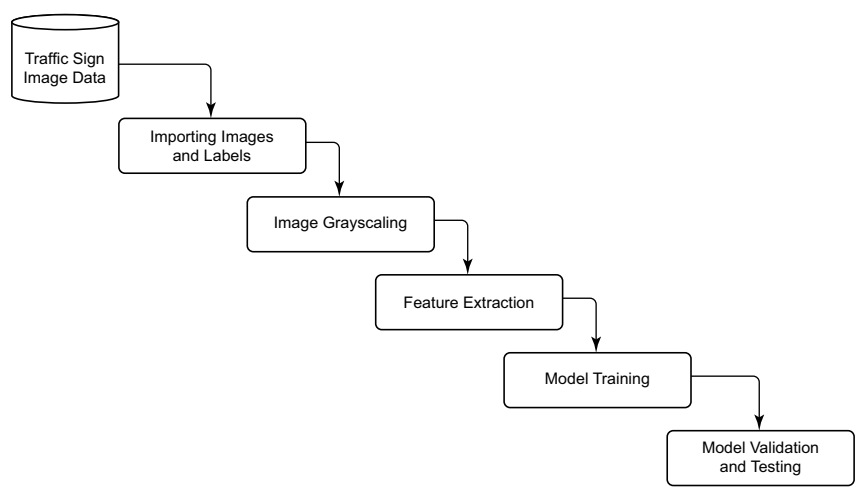 Traffic Sign
Image Data
Importing Images
and Labels
Image Grayscaling
Feature Extraction
Model Training
Model Validation
and Testing